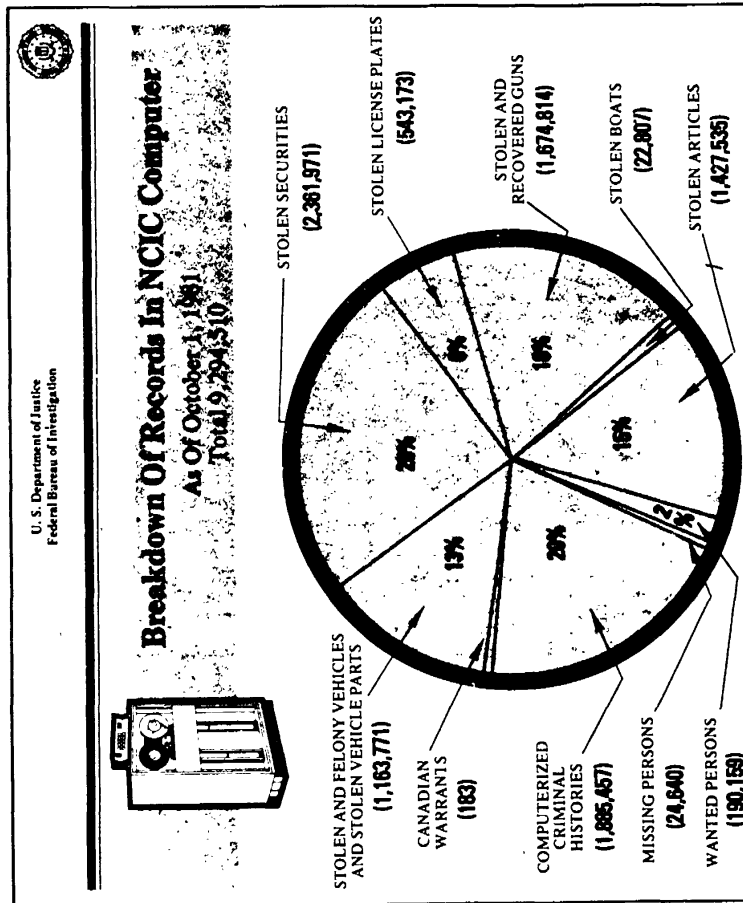 U. S. Department of Justice
Federal Bureau of Investigation
Breakdown Of Records In NCIC Computer
As Of October 1, 1981
Total 9,294,510
STOLEN SECURITIES
(2,361,971)
STOLEN LICENSE PLATES
(543,173)
6%
STOLEN AND
RECOVERED GUNS
(1,674,814)
18%
STOLEN BOATS
(22,807)
STOLEN ARTICLES
(1,427,535)
2
%
WANTED PERSONS
(190,159)
MISSING PERSONS
(24,640)
COMPUTERIZED
CRIMINAL
HISTORIES
(1,885,457)
20%
CANADIAN
WARRANTS
(183)
STOLEN AND FELONY VEHICLES
AND STOLEN VEHICLE PARTS
(1,163,771)
13%